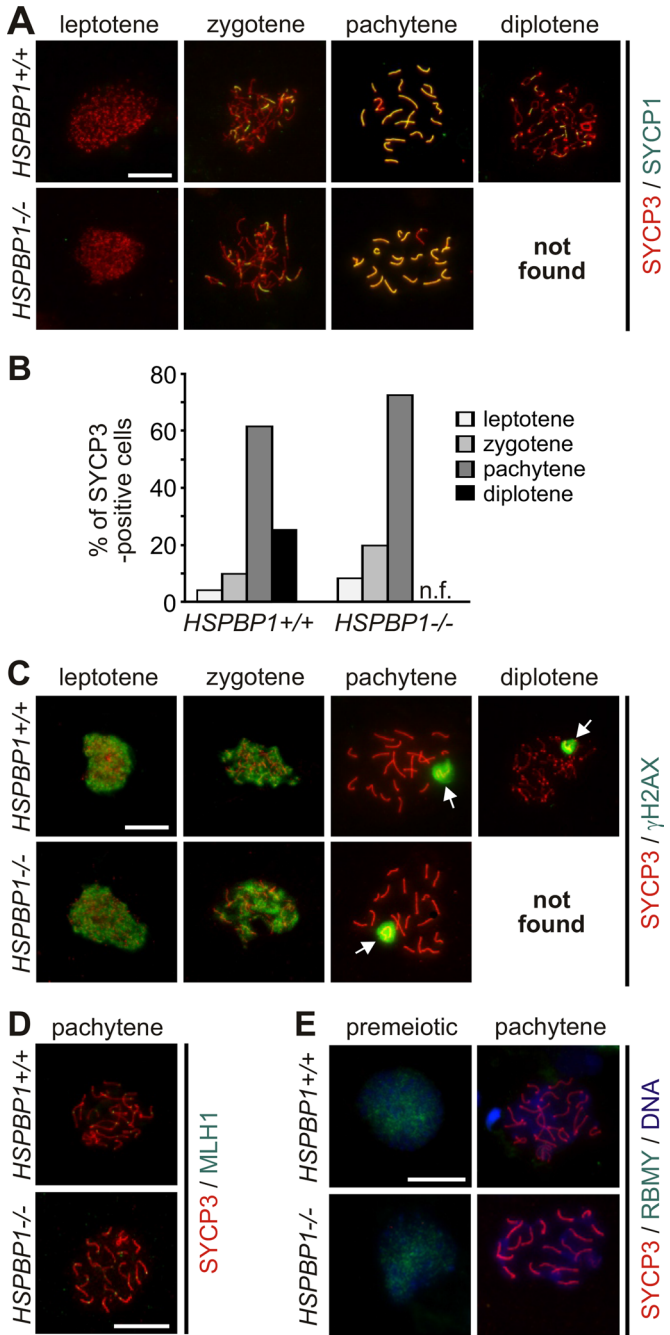 A
leptotene zygotene pachytene diplotene
HSPBP1+/+
HSPBP1-/-
not
found
SYCP3 / SYCP1
B
% of SYCP3
-positive cells
80
60
40
20
0
leptotene
zygotene
pachytene
diplotene
n.f.
HSPBP1+/+ HSPBP1-/-
C
leptotene zygotene pachytene diplotene
HSPBP1+/+
HSPBP1-/-
not
found
SYCP3 / γH2AX
D
pachytene
HSPBP1+/+
HSPBP1-/-
SYCP3 / MLH1
E
premeiotic pachytene
HSPBP1+/+
HSPBP1-/-
SYCP3 / RBMY / DNA